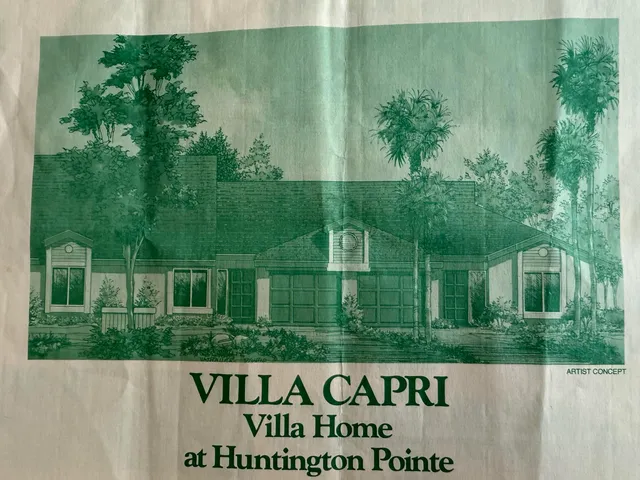 ARTIST CONCEPT
VILLA CAPRI
Villa Home
at Huntington Pointe